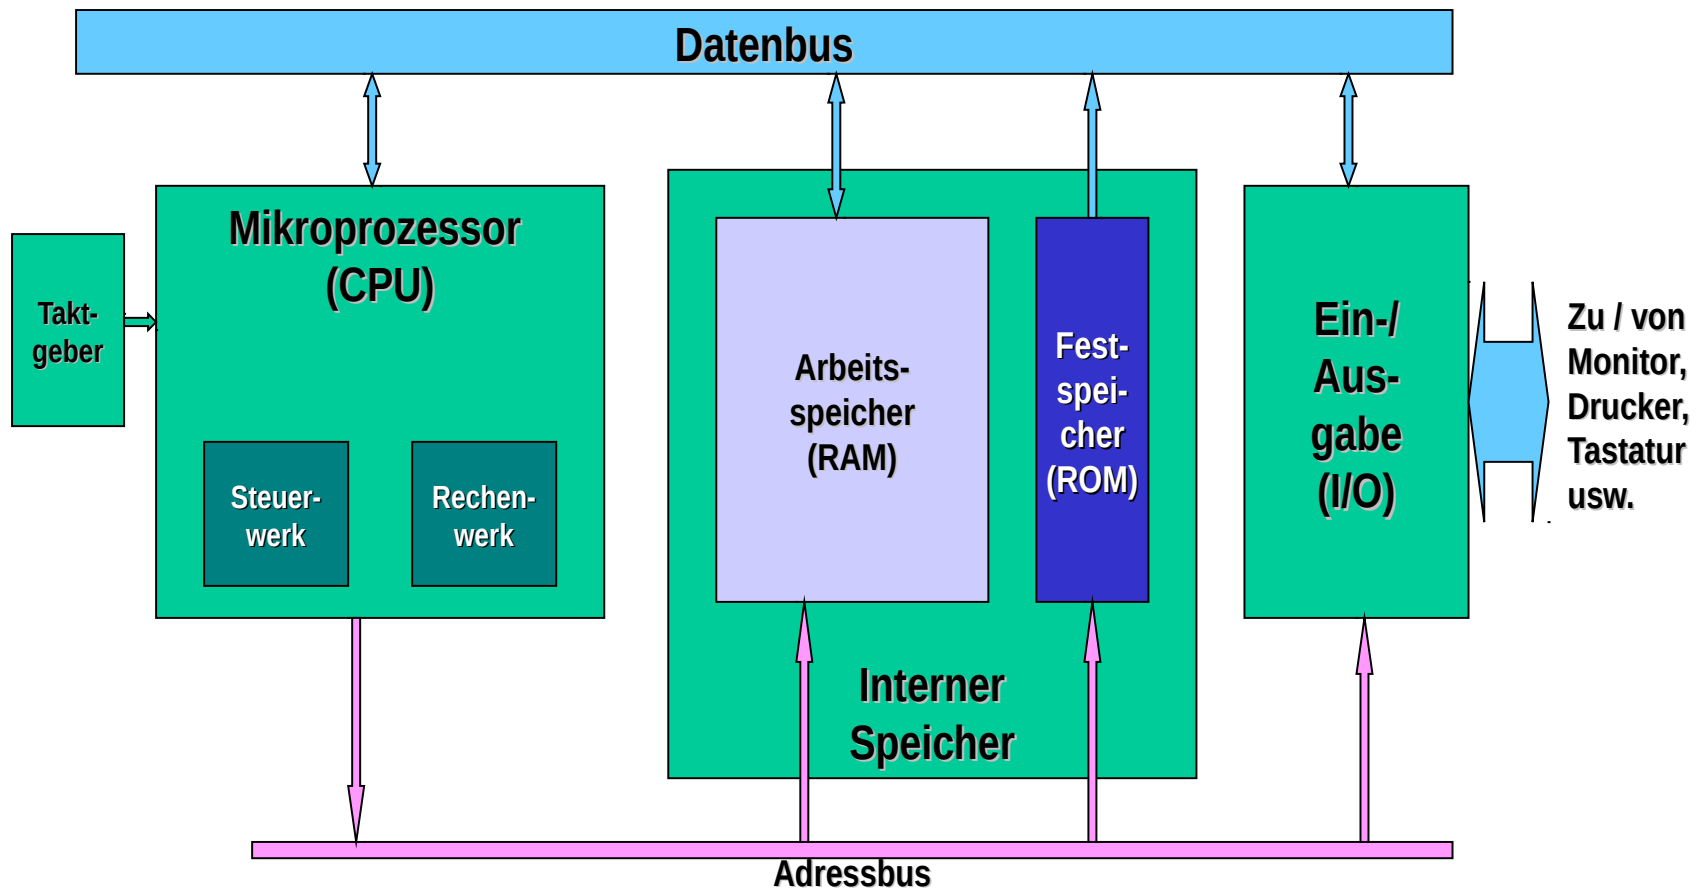 Datenbus
Mikroprozessor
(CPU)
Takt-
geber
Steuer-
werk
Rechen-
werk
Arbeits-
speicher
(RAM)
Fest-
spei-
cher
(ROM)
Interner
Speicher
Ein-/
Aus-
gabe
(I/O)
Zu / von
Monitor,
Drucker,
Tastatur
usw.
Adressbus